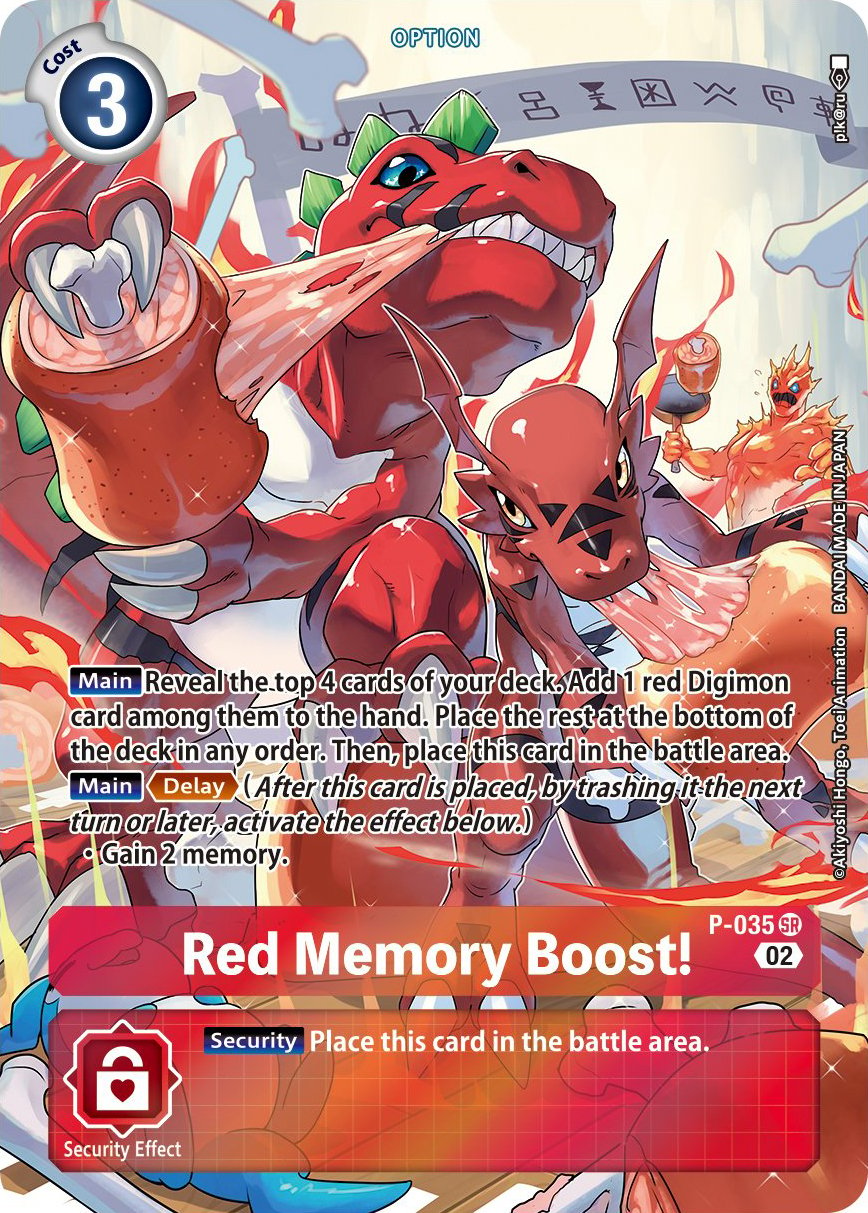 OPTION
Cost
3
p!k@ru
Main Reveal the top 4 cards of your deck. Add 1 red Digimon
card among them to the hand. Place the rest at the bottom of
the deck in any order. Then, place this card in the battle area.
Main Delay (After this card is placed, by trashing it the next
turn or later, activate the effect below.)
・Gain 2 memory.
©Akiyoshi Hongo, Toei Animation BANDAI MADE IN JAPAN
P-035 SR
02
Red Memory Boost!
Security Place this card in the battle area.
Security Effect